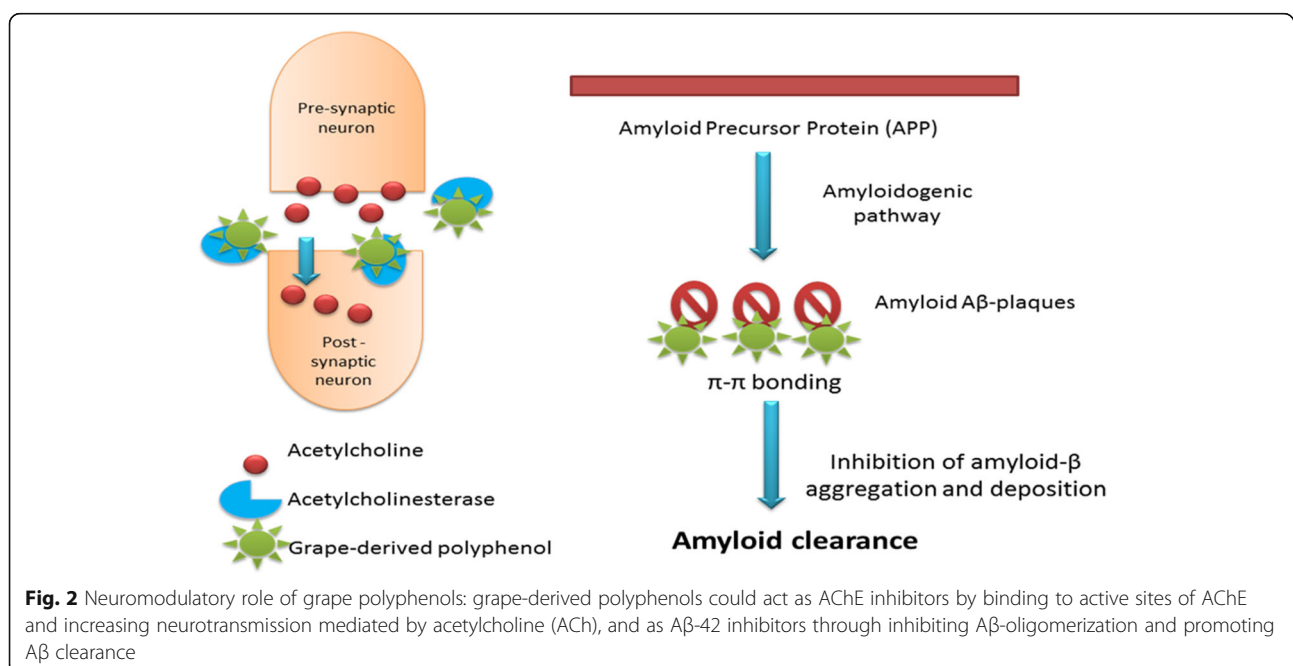 Pre-synaptic
neuron
Post -
synaptic
neuron
Acetylcholine
Acetylcholinesterase
Grape-derived polyphenol
Amyloid Precursor Protein (APP)
Amyloidogenic
pathway
Amyloid Aβ-plaques
π-π bonding
Inhibition of amyloid-β
aggregation and deposition
Amyloid clearance
Fig. 2 Neuromodulatory role of grape polyphenols: grape-derived polyphenols could act as AChE inhibitors by binding to active sites of AChE
and increasing neurotransmission mediated by acetylcholine (ACh), and as Aβ-42 inhibitors through inhibiting Aβ-oligomerization and promoting
Aβ clearance